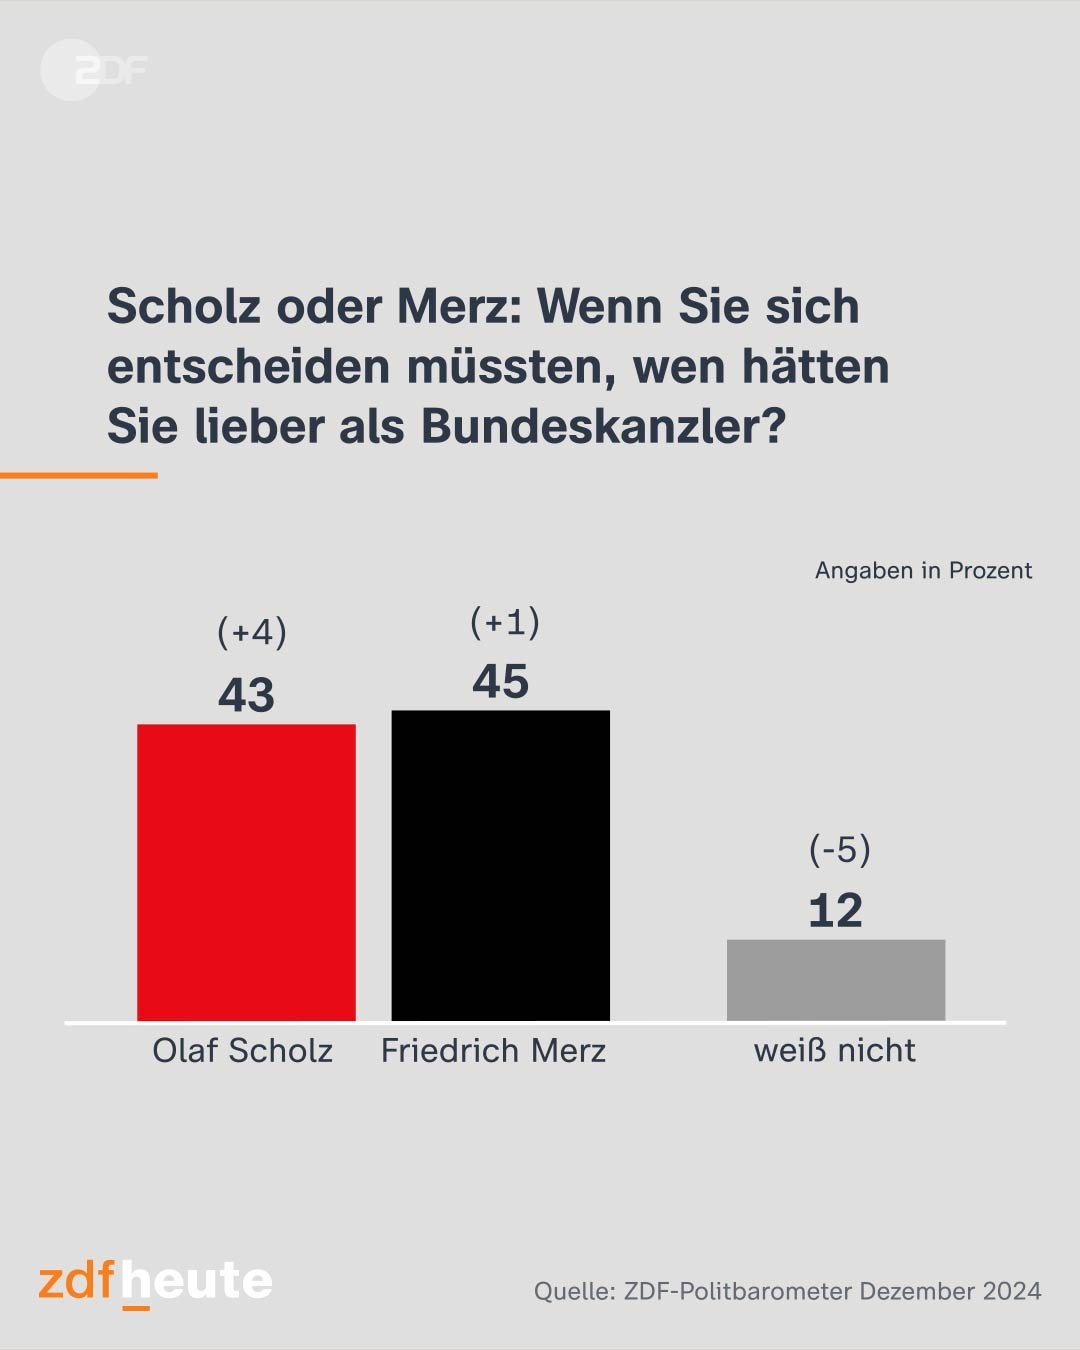 ZDF
Scholz oder Merz: Wenn Sie sich
entscheiden müssten, wen hätten
Sie lieber als Bundeskanzler?
Angaben in Prozent
(+4)
43
(+1)
45
(-5)
12
Olaf Scholz
Friedrich Merz
weiß nicht
zdfheute
Quelle: ZDF-Politbarometer Dezember 2024